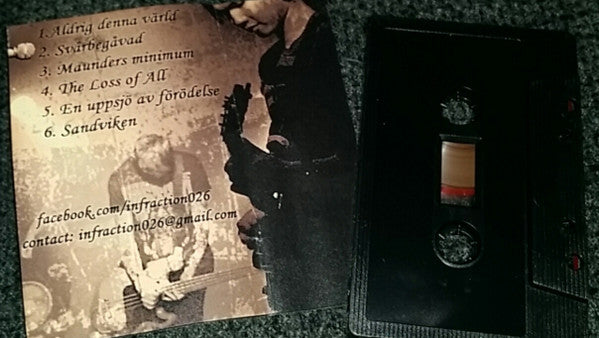 1. Aldrig denna värld
2. Svårbegåvad
3. Maunders minimum
4. The Loss of All
5. En uppsjö av förödelse
6. Sandviken
facebook.com/infraction026
contact: infraction026@gmail.com